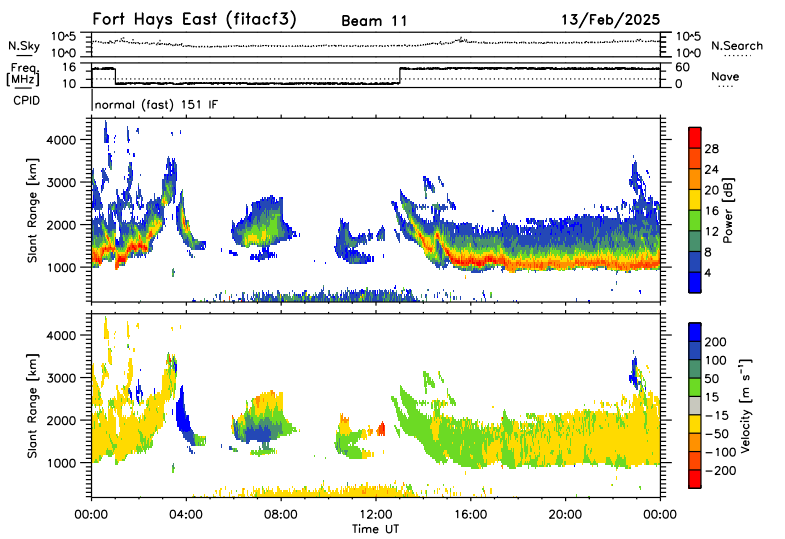 Fort Hays East (fitacf3) Beam 11 13/Feb/2025
N.Sky 10^5 10^0 10^5 10^0 N.Search
Freq. [MHz] 16 10 60 0 Nave
CPID normal (fast) 151 IF
Slant Range [km] 4000 3000 2000 1000
28 24 20 16 12 8 4 Power [dB]
Slant Range [km] 4000 3000 2000 1000
200 100 50 15 -15 -50 -100 -200 Velocity [m s⁻¹]
00:00 04:00 08:00 12:00 16:00 20:00 00:00
Time UT